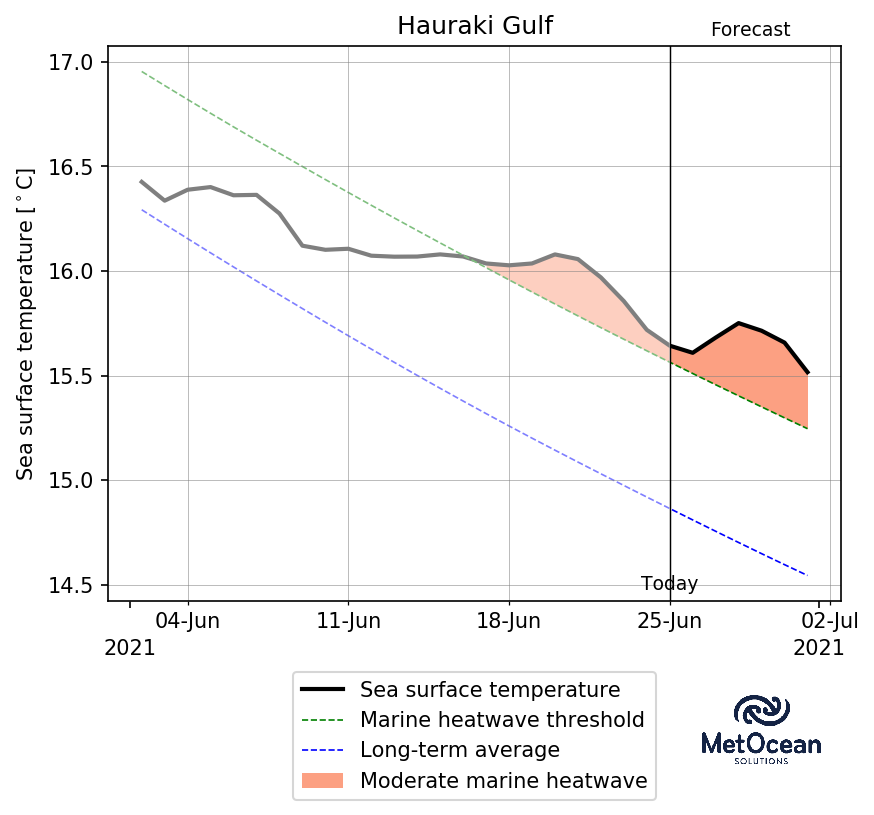 Hauraki Gulf
Forecast
Sea surface temperature [°C]
17.0
16.5
16.0
15.5
15.0
14.5
Today
04-Jun 11-Jun 18-Jun 25-Jun 02-Jul
2021 2021
Sea surface temperature
Marine heatwave threshold
Long-term average
Moderate marine heatwave
MetOcean
SOLUTIONS